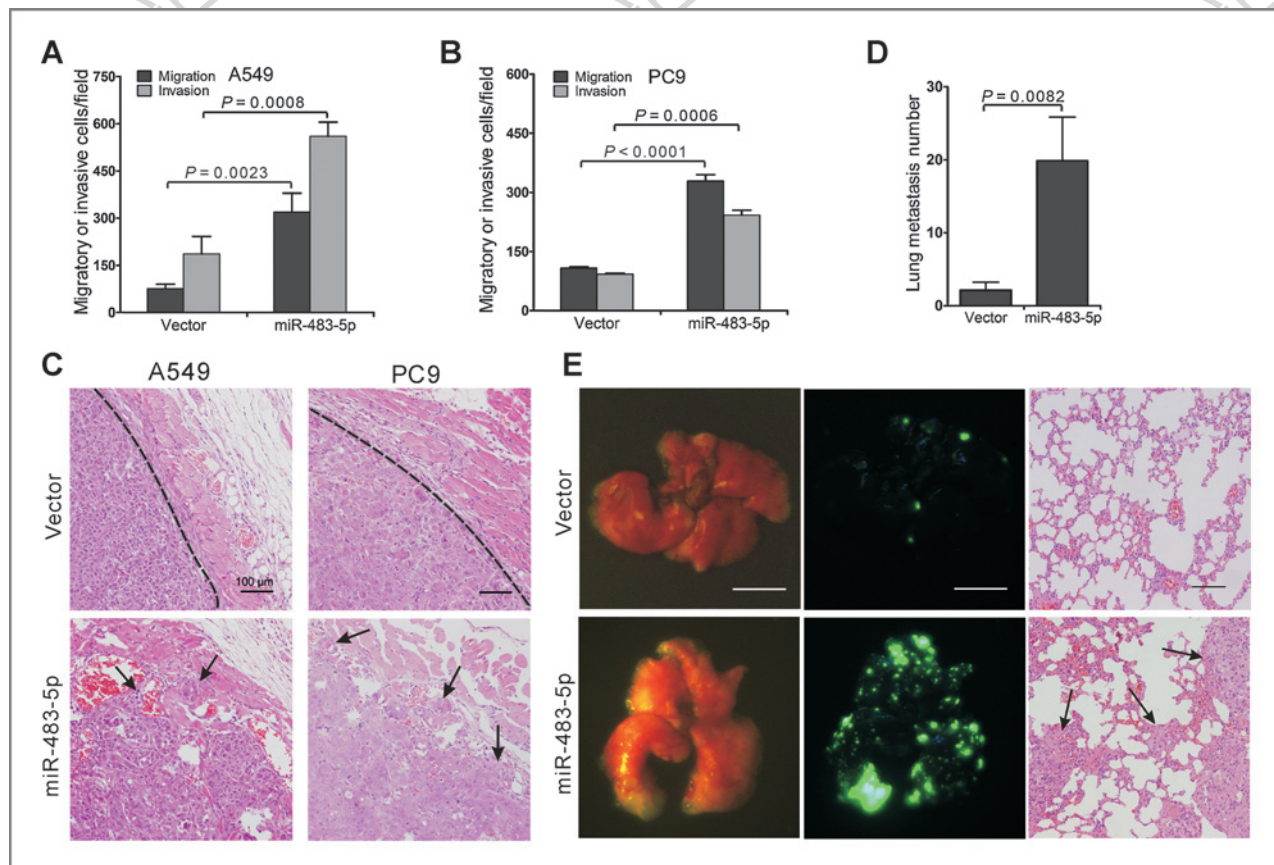 A
A549
Migration
Invasion
Migratory or invasive cells/field
750
600
450
300
150
0
P = 0.0008
P = 0.0023
Vector
miR-483-5p
B
PC9
Migration
Invasion
Migratory or invasive cells/field
600
450
300
150
0
P = 0.0006
P < 0.0001
Vector
miR-483-5p
D
Lung metastasis number
30
20
10
0
P = 0.0082
Vector
miR-483-5p
C
A549
PC9
Vector
100 μm
miR-483-5p
E
Vector
miR-483-5p